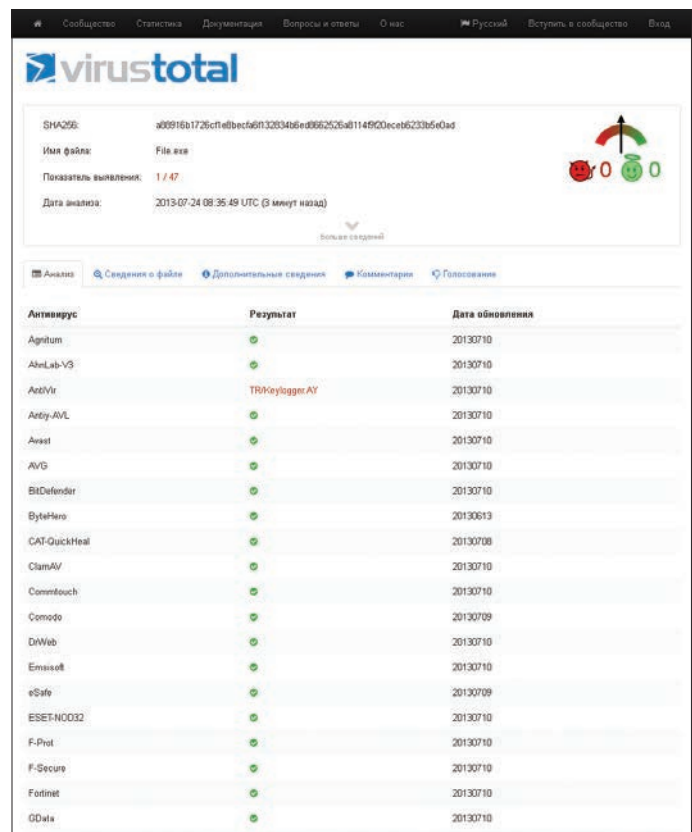 Сообщество Статистика Документация Вопросы и ответы О нас Русский Вступить в сообщество Вход
virustotal
SHA256: a88916b1726cf1e8becfa6f132834b6ed8662526a8114f9f20eceb6233b5e0ad
Имя файла: File.exe
Показатель выявления: 1 / 47
Дата анализа: 2013-07-24 08:35:49 UTC (3 минут назад)
0 0
Больше сведений
Анализ Сведения о файле Дополнительные сведения Комментарии Голосование
Антивирус Результат Дата обновления
Agnitum 20130710
AhnLab-V3 20130710
AntiVir TR/Keylogger.AY 20130710
Antiy-AVL 20130710
Avast 20130710
AVG 20130710
BitDefender 20130710
ByteHero 20130613
CAT-QuickHeal 20130708
ClamAV 20130710
Commtouch 20130710
Comodo 20130709
DrWeb 20130710
Emsisoft 20130710
eSafe 20130709
ESET-NOD32 20130710
F-Prot 20130710
F-Secure 20130710
Fortinet 20130710
GData 20130710